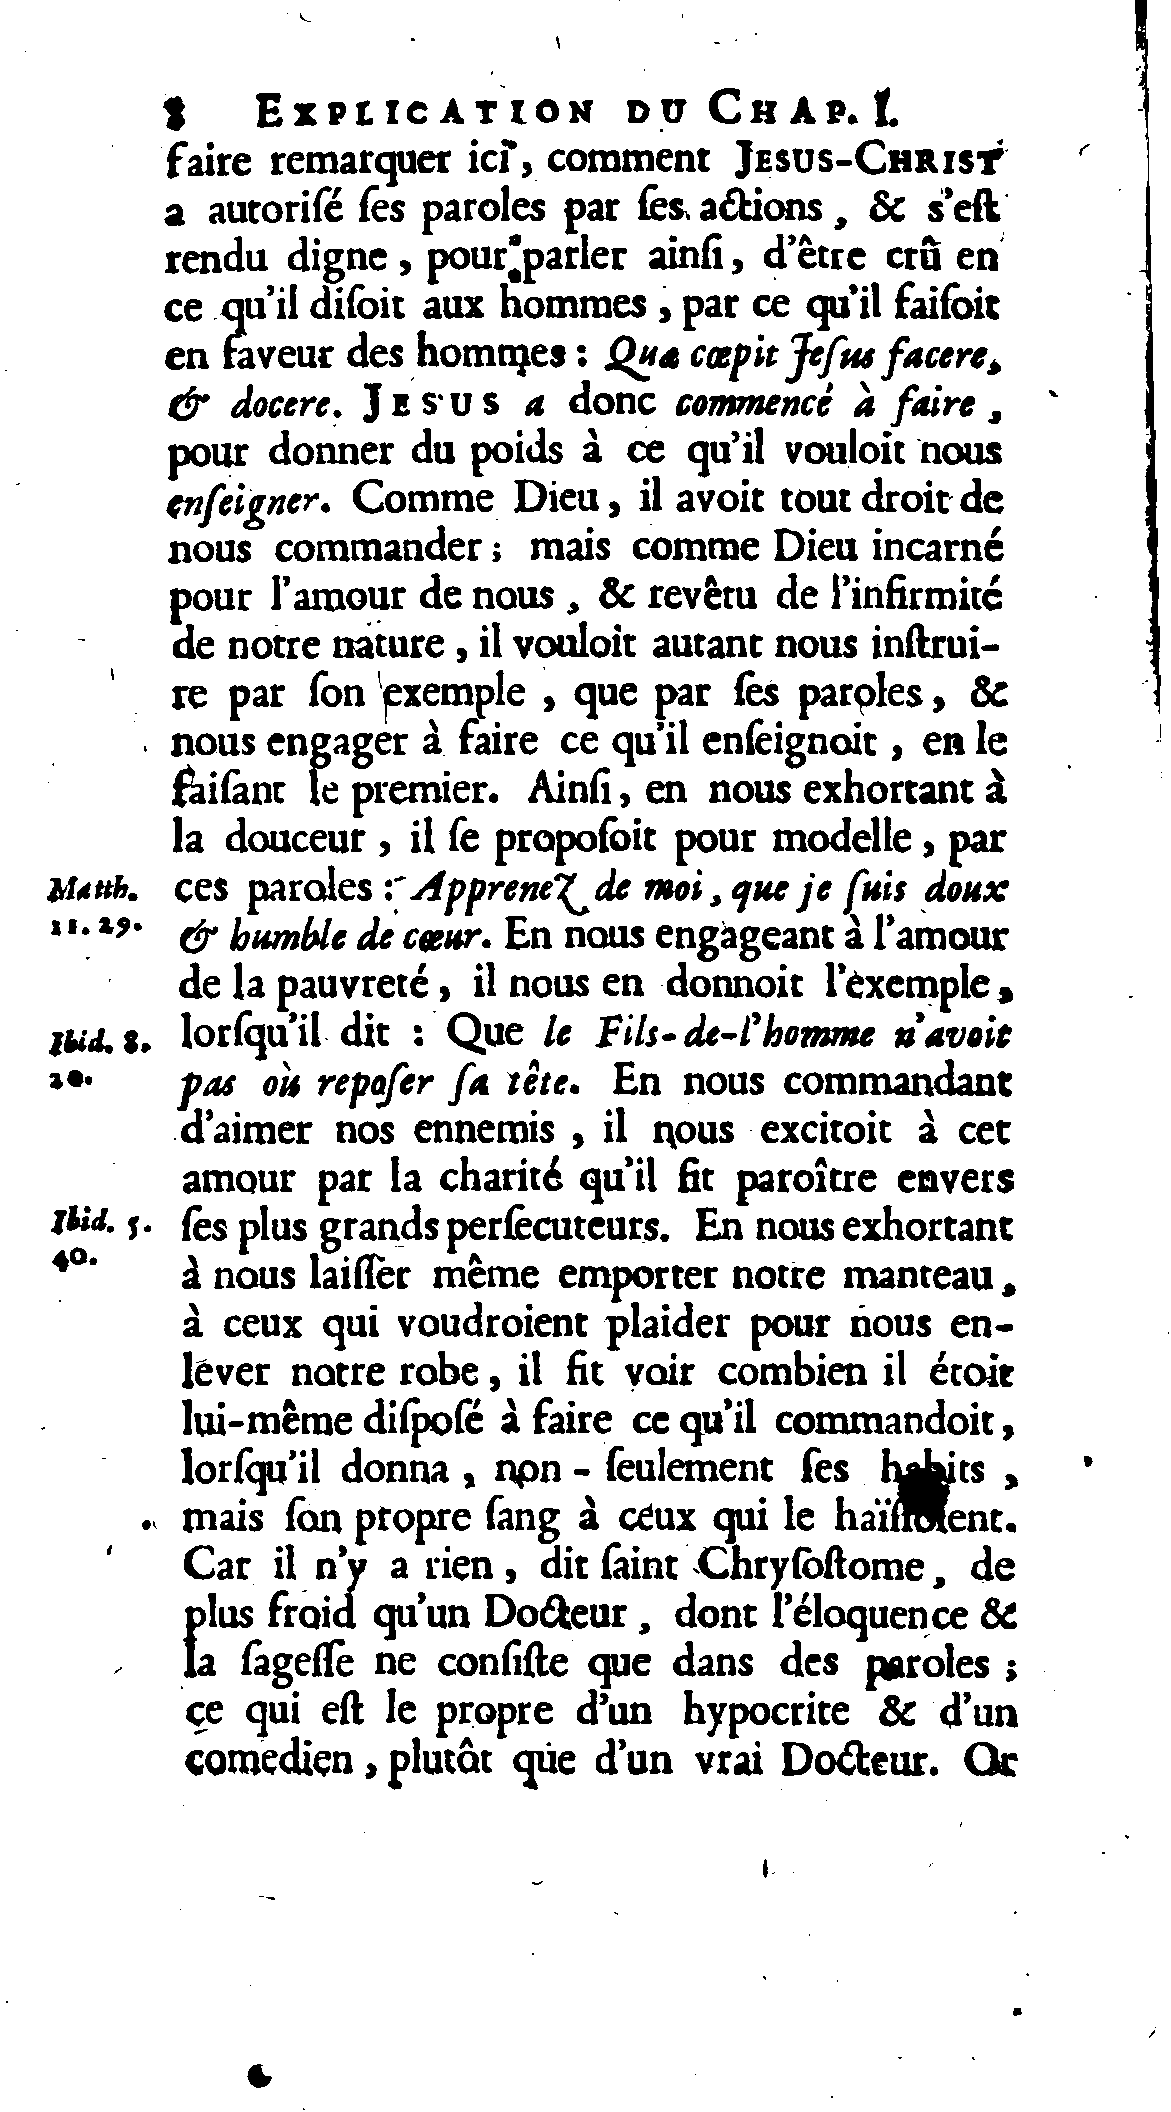 8 EXPLICATION DU CHAP. I.
faire remarquer ici, comment JESUS-CHRIST
a autoriſé ſes paroles par ſes actions, & s'eſt
rendu digne, pour parler ainſi, d'être crû en
ce qu'il diſoit aux hommes, par ce qu'il faiſoit
en faveur des hommes : Quæ cœpit Jeſus facere,
& docere. JESUS a donc commencé à faire,
pour donner du poids à ce qu'il vouloit nous
enſeigner. Comme Dieu, il avoit tout droit de
nous commander ; mais comme Dieu incarné
pour l'amour de nous, & revêtu de l'infirmité
de notre nature, il vouloit autant nous inſtrui-
re par ſon exemple, que par ſes paroles, &
nous engager à faire ce qu'il enſeignoit, en le
faiſant le premier. Ainſi, en nous exhortant à
la douceur, il ſe propoſoit pour modelle, par
Matth. ces paroles : Apprenez de moi, que je ſuis doux
11. 29. & humble de cœur. En nous engageant à l'amour
de la pauvreté, il nous en donnoit l'exemple,
Ibid. 8. lorſqu'il dit : Que le Fils-de-l'homme n'avoit
20. pas où repoſer ſa tête. En nous commandant
d'aimer nos ennemis, il nous excitoit à cet
amour par la charité qu'il fit paroître envers
Ibid. 5. ſes plus grands perſecuteurs. En nous exhortant
40. à nous laiſſer même emporter notre manteau,
à ceux qui voudroient plaider pour nous en-
lever notre robe, il fit voir combien il étoit
lui-même diſpoſé à faire ce qu'il commandoit,
lorſqu'il donna, non-ſeulement ſes habits,
mais ſon propre ſang à ceux qui le haïſſoient.
Car il n'y a rien, dit ſaint Chryſoſtome, de
plus froid qu'un Docteur, dont l'éloquence &
la ſageſſe ne conſiſte que dans des paroles ;
ce qui eſt le propre d'un hypocrite & d'un
comedien, plutôt que d'un vrai Docteur. Or